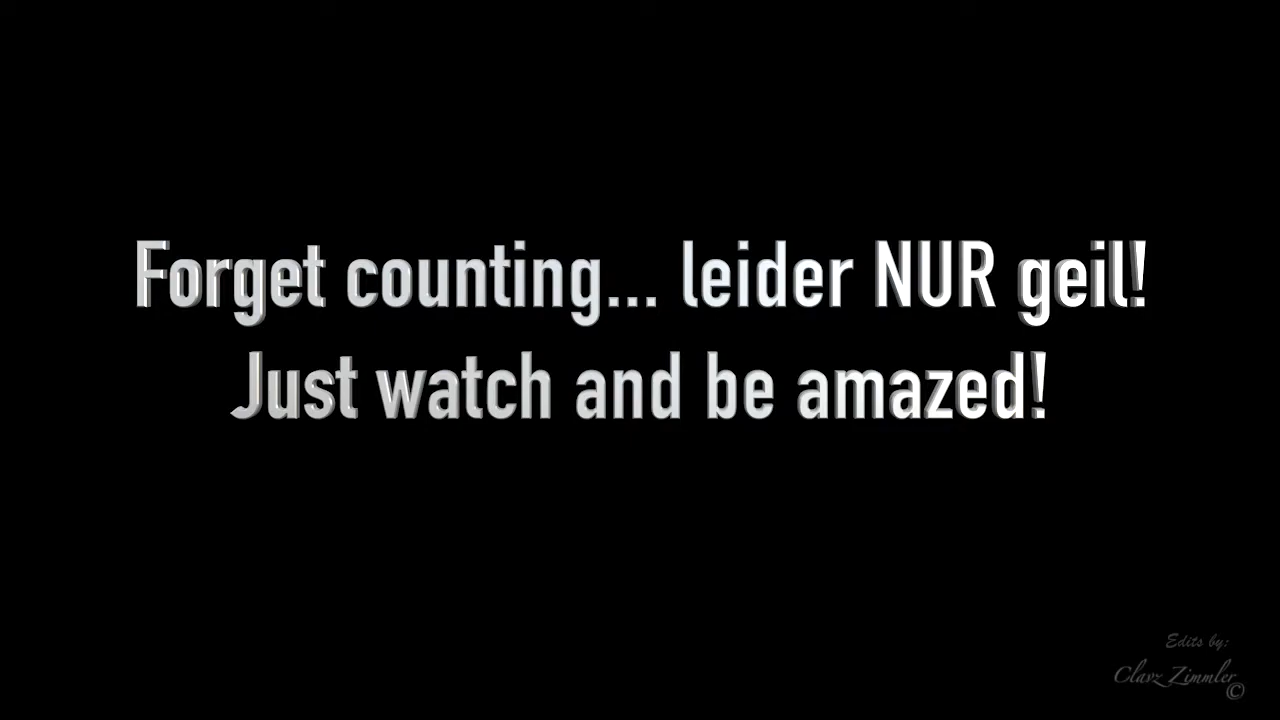 Forget counting... leider NUR geil!
Just watch and be amazed!
Edits by:
Clavz Zimmler
©